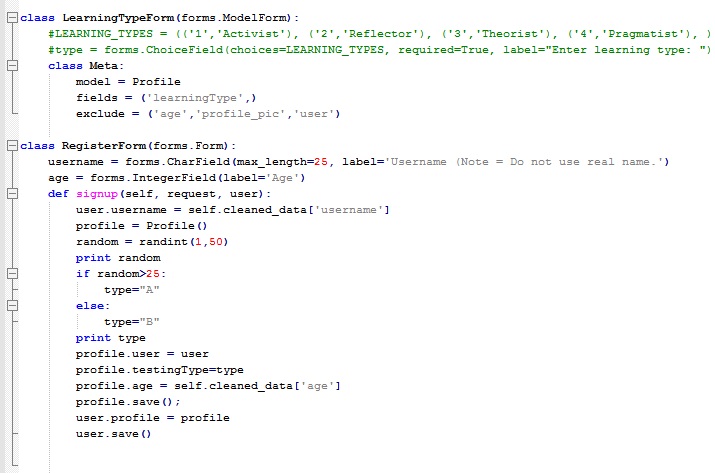 class LearningTypeForm(forms.ModelForm):
    #LEARNING_TYPES = (('1','Activist'), ('2','Reflector'), ('3','Theorist'), ('4','Pragmatist'), )
    #type = forms.ChoiceField(choices=LEARNING_TYPES, required=True, label="Enter learning type: ")
    class Meta:
        model = Profile
        fields = ('learningType',)
        exclude = ('age','profile_pic','user')

class RegisterForm(forms.Form):
    username = forms.CharField(max_length=25, label='Username (Note = Do not use real name.')
    age = forms.IntegerField(label='Age')
    def signup(self, request, user):
        user.username = self.cleaned_data['username']
        profile = Profile()
        random = randint(1,50)
        print random
        if random>25:
            type="A"
        else:
            type="B"
        print type
        profile.user = user
        profile.testingType=type
        profile.age = self.cleaned_data['age']
        profile.save();
        user.profile = profile
        user.save()